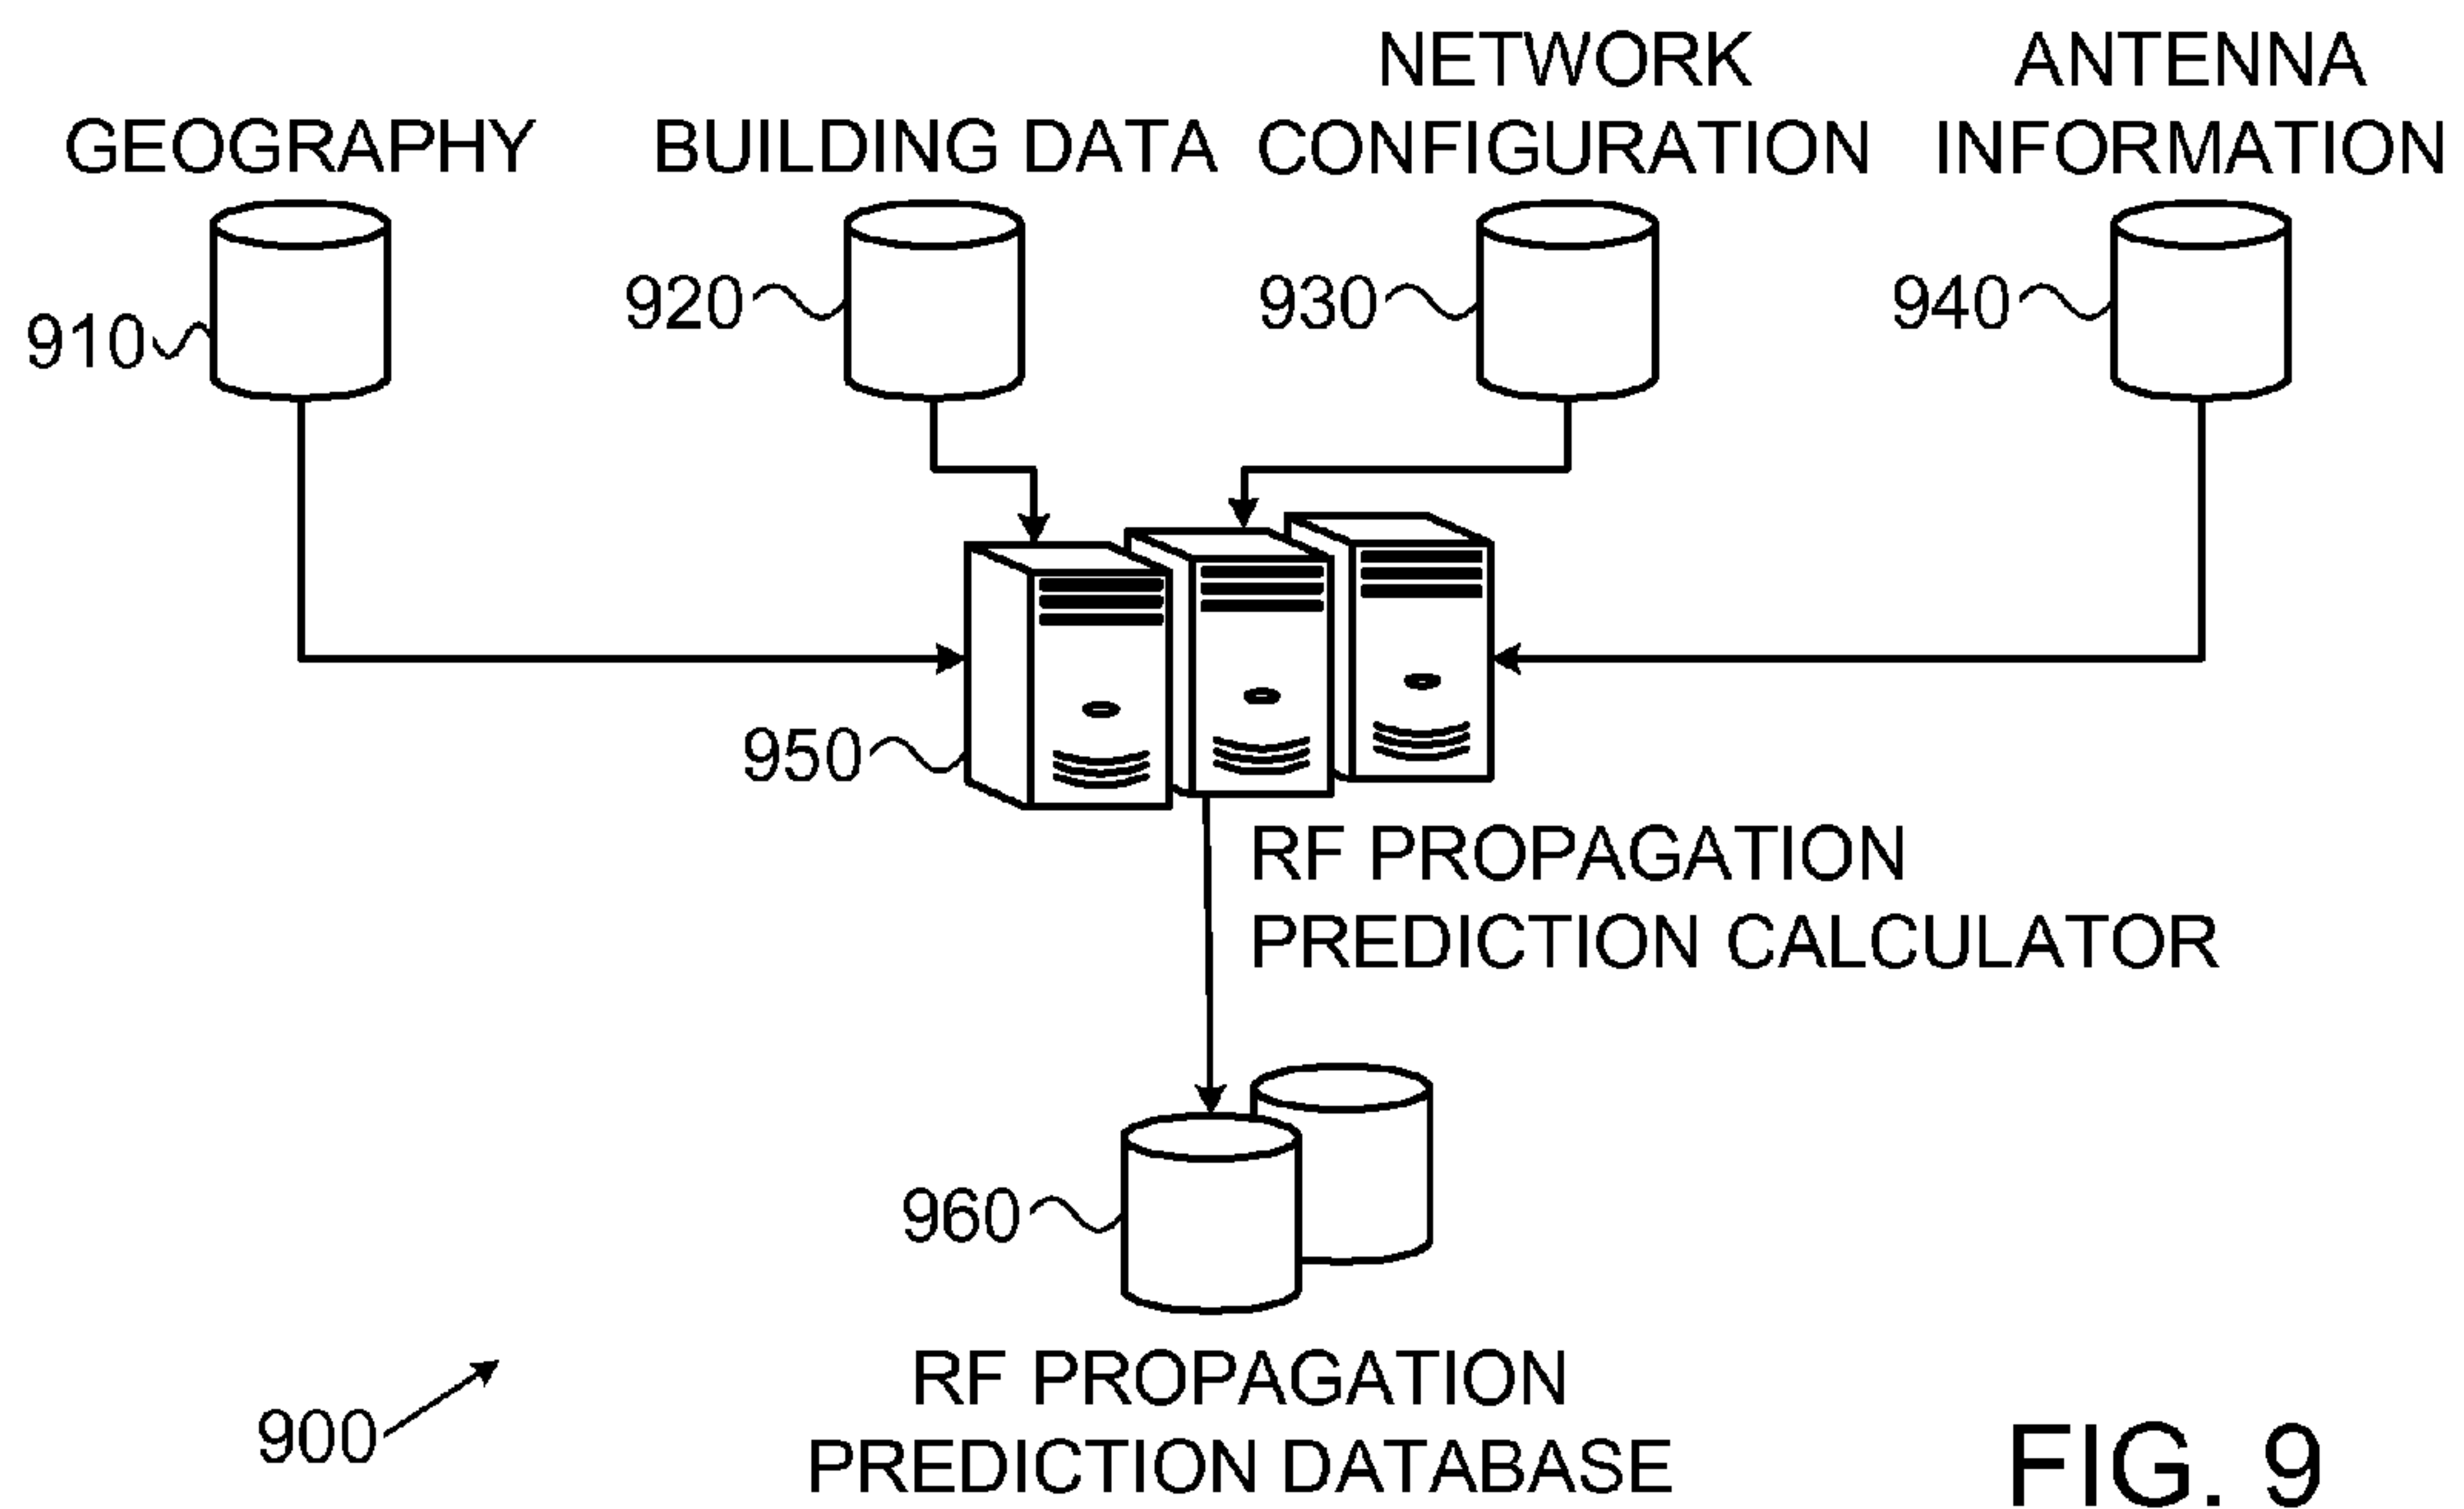 GEOGRAPHY
BUILDING DATA
NETWORK
CONFIGURATION
ANTENNA
INFORMATION
910
920
930
940
950
RF PROPAGATION
PREDICTION CALCULATOR
960
RF PROPAGATION
PREDICTION DATABASE
900
FIG. 9